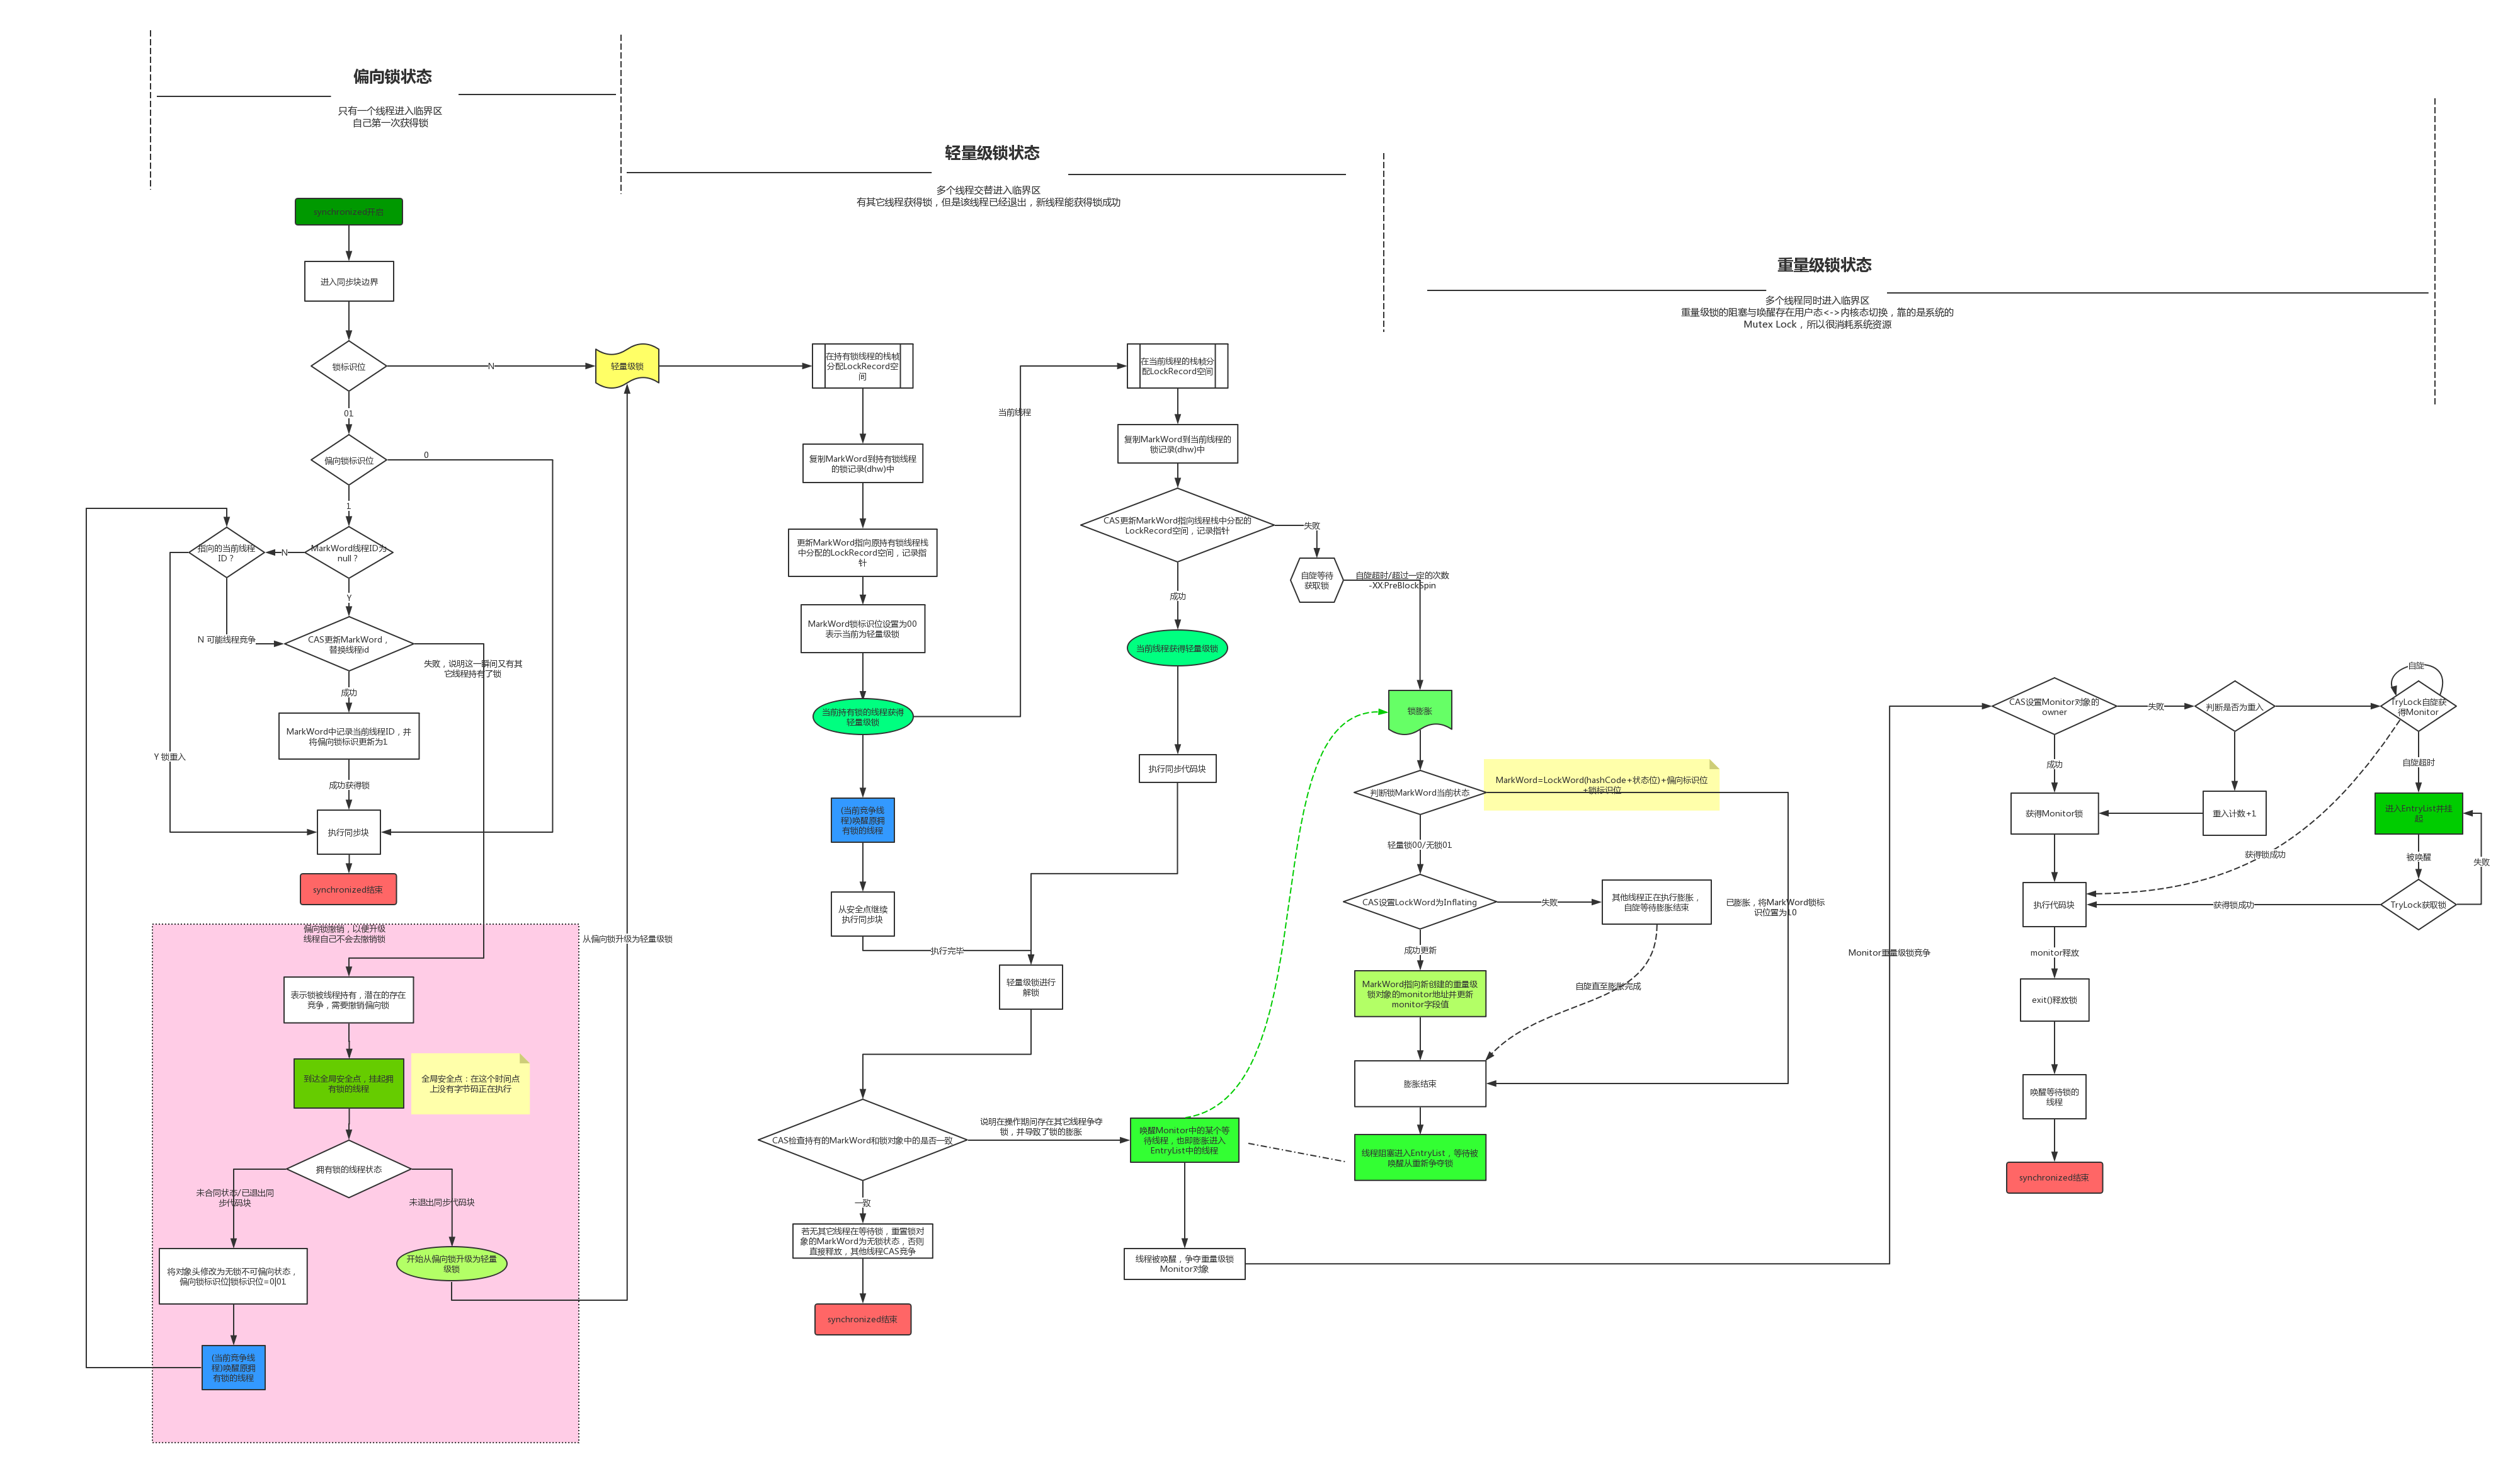 偏向锁状态
只有一个线程进入临界区
自己第一次获得锁
轻量级锁状态
多个线程交替进入临界区
有其它线程获得锁，但是该线程已经退出，新线程能获得锁成功
重量级锁状态
多个线程同时进入临界区
重量级锁的阻塞与唤醒存在用户态<->内核态切换，靠的是系统的
Mutex Lock，所以很消耗系统资源
synchronized开启
进入同步块边界
锁标识位
N
01
偏向锁标识位
0
1
MarkWord线程ID为
null？
N
指向的当前线程
ID？
Y
N 可能线程竞争
CAS更新MarkWord，
替换线程id
失败，说明这一瞬间又有其
它线程持有了锁
成功
MarkWord中记录当前线程ID，并
将偏向锁标识更新为1
Y 锁重入
成功获得锁
执行同步块
synchronized结束
偏向锁撤销，以便升级
线程自己不会去撤销锁
表示锁被线程持有，潜在的存在
竞争，需要撤销偏向锁
到达全局安全点，挂起拥
有锁的线程
全局安全点：在这个时间点
上没有字节码正在执行
拥有锁的线程状态
未合同状态/已退出同
步代码块
未退出同步代码块
将对象头修改为无锁不可偏向状态，
偏向锁标识位|锁标识位=0|01
开始从偏向锁升级为轻量
级锁
(当前竞争线
程)唤醒原拥
有锁的线程
从偏向锁升级为轻量级锁
轻量级锁
在持有锁线程的栈帧
分配LockRecord空
间
复制MarkWord到持有锁线程
的锁记录(dhw)中
更新MarkWord指向原持有锁线程栈
中分配的LockRecord空间，记录指
针
MarkWord锁标识位设置为00
表示当前为轻量级锁
当前持有锁的线程获得
轻量级锁
(当前竞争线
程)唤醒原拥
有锁的线程
从安全点继续
执行同步块
执行完毕
当前线程
在当前线程的栈帧分
配LockRecord空间
复制MarkWord到当前线程的
锁记录(dhw)中
CAS更新MarkWord指向线程栈中分配的
LockRecord空间，记录指针
失败
成功
自旋等待
获取锁
自旋超时/超过一定的次数
-XX:PreBlockSpin
当前线程获得轻量级锁
执行同步代码块
轻量级锁进行
解锁
CAS检查持有的MarkWord和锁对象中的是否一致
说明在操作期间存在其它线程争夺
锁，并导致了锁的膨胀
一致
若无其它线程在等待锁，重置锁对
象的MarkWord为无锁状态，否则
直接释放，其他线程CAS竞争
synchronized结束
唤醒Monitor中的某个等
待线程，也即膨胀进入
EntryList中的线程
线程被唤醒，争夺重量级锁
Monitor对象
锁膨胀
MarkWord=LockWord(hashCode+状态位)+偏向标识位
+锁标识位
判断锁MarkWord当前状态
轻量锁00/无锁01
CAS设置LockWord为Inflating
失败
其他线程正在执行膨胀，
自旋等待膨胀结束
已膨胀，将MarkWord锁标
识位置为10
成功更新
MarkWord指向新创建的重量级
锁对象的monitor地址并更新
monitor字段值
自旋直至膨胀完成
膨胀结束
线程阻塞进入EntryList，等待被
唤醒从重新争夺锁
Monitor重量级锁竞争
CAS设置Monitor对象的
owner
失败
判断是否为重入
自旋
TryLock自旋获
得Monitor
成功
自旋超时
获得Monitor锁
重入计数+1
进入EntryList并挂
起
获得锁成功
被唤醒
失败
执行代码块
获得锁成功
TryLock获取锁
monitor释放
exit()释放锁
唤醒等待锁的
线程
synchronized结束